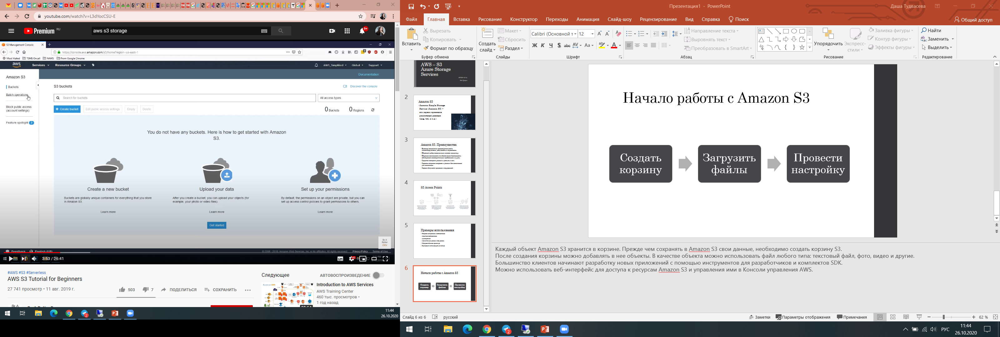 youtube.com/watch?v=L3dYocCSU-E
Premium RU
aws s3 storage
9+
S3 Management Console
https://console.aws.amazon.com/s3/home?region=us-east-1
Most Visited
TSMS Oncall
NAWS
From Google Chrome
aws
Services
Resource Groups
AWS_Simplified
Global
Support
Documentation
Amazon S3
Buckets
Batch operations
Block public access
(account settings)
Feature spotlight 2
S3 buckets
Discover the console
Search for buckets
All access types
+ Create bucket
Edit public access settings
Empty
Delete
0 Buckets
0 Regions
You do not have any buckets. Here is how to get started with Amazon
S3.
Create a new bucket
Buckets are globally unique containers for everything that you store
in Amazon S3.
Learn more
Upload your data
After you create a bucket, you can upload your objects (for
example, your photo or video files).
Learn more
Set up your permissions
By default, the permissions on an object are private, but you can
set up access control policies to grant permissions to others.
Learn more
Get started
Be A
Better
dev
Feedback
English (US)
© 2008 - 2019, Amazon Web Services, Inc. or its affiliates. All rights reserved.
Privacy Policy
Terms of Use
3:53 / 26:41
#AWS #S3 #Serverless
AWS S3 Tutorial for Beginners
27 741 просмотр • 11 авг. 2019 г.
503
7
ПОДЕЛИТЬСЯ
СОХРАНИТЬ
Следующее
АВТОВОСПРОИЗВЕДЕНИЕ
Introduction to AWS Services
AWS Training Center
460 тыс. просмотров •
1 год назад
11:44
26.10.2020
Презентация1 - PowerPoint
Даша Тудвасева
Файл
Главная
Вставка
Рисование
Конструктор
Переходы
Анимация
Слайд-шоу
Рецензирование
Вид
Справка
Поиск
Общий доступ
Вставить
Вырезать
Копировать
Формат по образцу
Буфер обмена
Создать
слайд
Макет
Сбросить
Раздел
Слайды
Calibri (Основной т
12
Ж К Ч S abc AV Aa
Шрифт
Направление текста
Выровнять текст
Преобразовать в SmartArt
Абзац
Упорядочить
Экспресс-
стили
Заливка фигуры
Контур фигуры
Эффекты фигуры
Рисование
Найти
Заменить
Выделить
Редактирование
AWS – S3
Azure Storage
Services
2
Amazon S3
Amazon Simple Storage
Service (Amazon S3) –
это сервис хранения
различных данных
(img, txt, и т.д.)
3
Amazon S3. Преимущества
4
S3 Access Points
5
Примеры использования
6
Начало работы с Amazon S3
Создать
корзину
Загрузить
файлы
Провести
настройку
Начало работы с Amazon S3
Создать
корзину
Загрузить
файлы
Провести
настройку
Каждый объект Amazon S3 хранится в корзине. Прежде чем сохранять в Amazon S3 свои данные, необходимо создать корзину S3.
После создания корзины можно добавлять в нее объекты. В качестве объекта можно использовать файл любого типа: текстовый файл, фото, видео и другие.
Большинство клиентов начинают разработку новых приложений с помощью инструментов для разработчиков и комплектов SDK.
Можно использовать веб-интерфейс для доступа к ресурсам Amazon S3 и управления ими в Консоли управления AWS.
Слайд 6 из 6
русский
Заметки
Параметры отображения
Примечания
62 %
РУС
11:44
26.10.2020